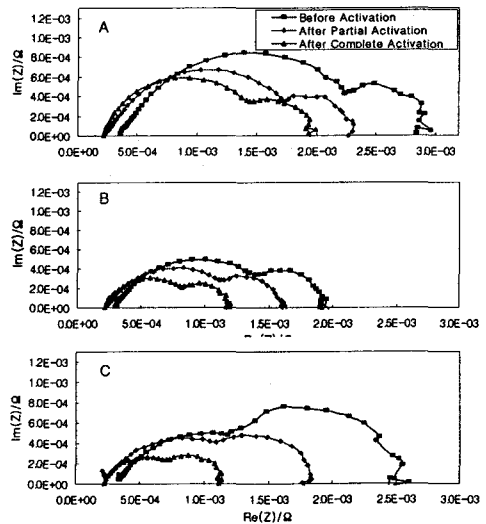 A
Before Activation
After Partial Activation
After Complete Activation
Im(Z)/Ω
1.2E-03
1.0E-03
8.0E-04
6.0E-04
4.0E-04
2.0E-04
0.0E+00
0.0E+00 5.0E-04 1.0E-03 1.5E-03 2.0E-03 2.5E-03 3.0E-03
B
Im(Z)/Ω
1.2E-03
1.0E-03
8.0E-04
6.0E-04
4.0E-04
2.0E-04
0.0E+00
0.0E+00 5.0E-04 1.0E-03 1.5E-03 2.0E-03 2.5E-03 3.0E-03
C
Im(Z)/Ω
1.2E-03
1.0E-03
8.0E-04
6.0E-04
4.0E-04
2.0E-04
0.0E+00
0.0E+00 5.0E-04 1.0E-03 1.5E-03 2.0E-03 2.5E-03 3.0E-03
Re(Z)/Ω